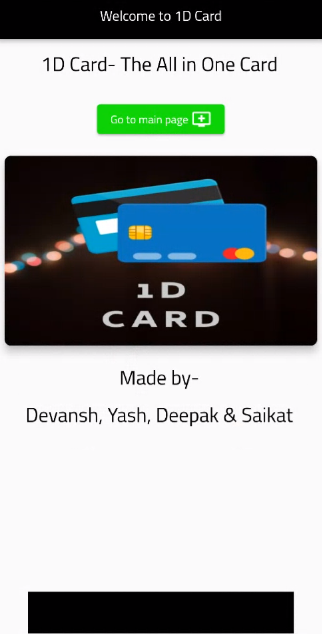 Welcome to 1D Card
1D Card- The All in One Card
Go to main page
1D
CARD
Made by-
Devansh, Yash, Deepak & Saikat